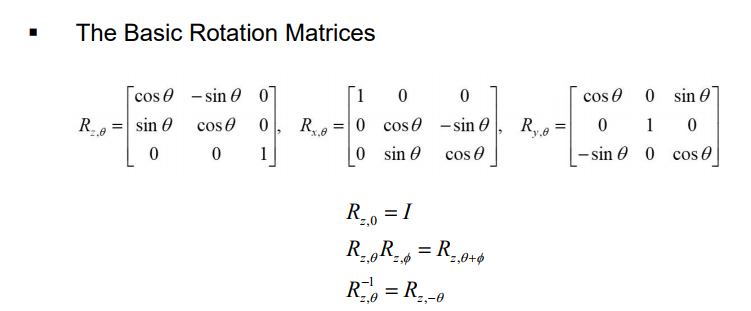 ▪ The Basic Rotation Matrices
R_{z,θ} = [cos θ −sin θ 0; sin θ cos θ 0; 0 0 1], R_{x,θ} = [1 0 0; 0 cos θ −sin θ; 0 sin θ cos θ], R_{y,θ} = [cos θ 0 sin θ; 0 1 0; −sin θ 0 cos θ]
R_{z,0} = I
R_{z,θ}R_{z,ϕ} = R_{z,θ+ϕ}
R_{z,θ}^{−1} = R_{z,−θ}